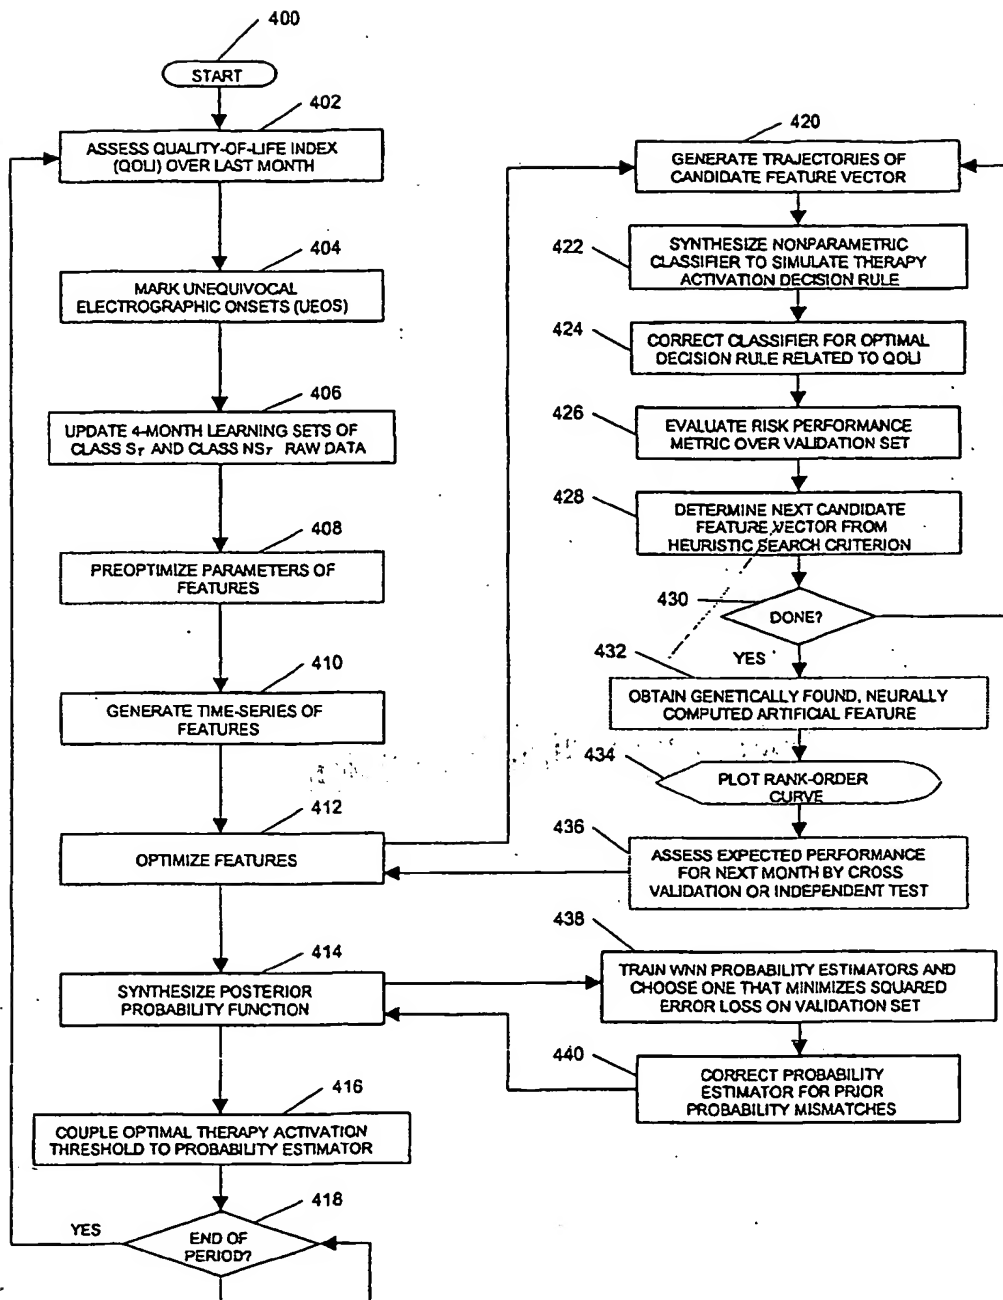 400
START
402
ASSESS QUALITY-OF-LIFE INDEX
(QOLI) OVER LAST MONTH
404
MARK UNEQUIVOCAL
ELECTROGRAPHIC ONSETS (UEOS)
406
UPDATE 4-MONTH LEARNING SETS OF
CLASS Sτ AND CLASS NSτ RAW DATA
408
PREOPTIMIZE PARAMETERS OF
FEATURES
410
GENERATE TIME-SERIES OF
FEATURES
412
OPTIMIZE FEATURES
414
SYNTHESIZE POSTERIOR
PROBABILITY FUNCTION
416
COUPLE OPTIMAL THERAPY ACTIVATION
THRESHOLD TO PROBABILITY ESTIMATOR
418
YES
END OF
PERIOD?
420
GENERATE TRAJECTORIES OF
CANDIDATE FEATURE VECTOR
422
SYNTHESIZE NONPARAMETRIC
CLASSIFIER TO SIMULATE THERAPY
ACTIVATION DECISION RULE
424
CORRECT CLASSIFIER FOR OPTIMAL
DECISION RULE RELATED TO QOLI
426
EVALUATE RISK PERFORMANCE
METRIC OVER VALIDATION SET
428
DETERMINE NEXT CANDIDATE
FEATURE VECTOR FROM
HEURISTIC SEARCH CRITERION
430
DONE?
YES
432
OBTAIN GENETICALLY FOUND, NEURALLY
COMPUTED ARTIFICIAL FEATURE
434
PLOT RANK-ORDER
CURVE
436
ASSESS EXPECTED PERFORMANCE
FOR NEXT MONTH BY CROSS
VALIDATION OR INDEPENDENT TEST
438
TRAIN WNN PROBABILITY ESTIMATORS AND
CHOOSE ONE THAT MINIMIZES SQUARED
ERROR LOSS ON VALIDATION SET
440
CORRECT PROBABILITY
ESTIMATOR FOR PRIOR
PROBABILITY MISMATCHES